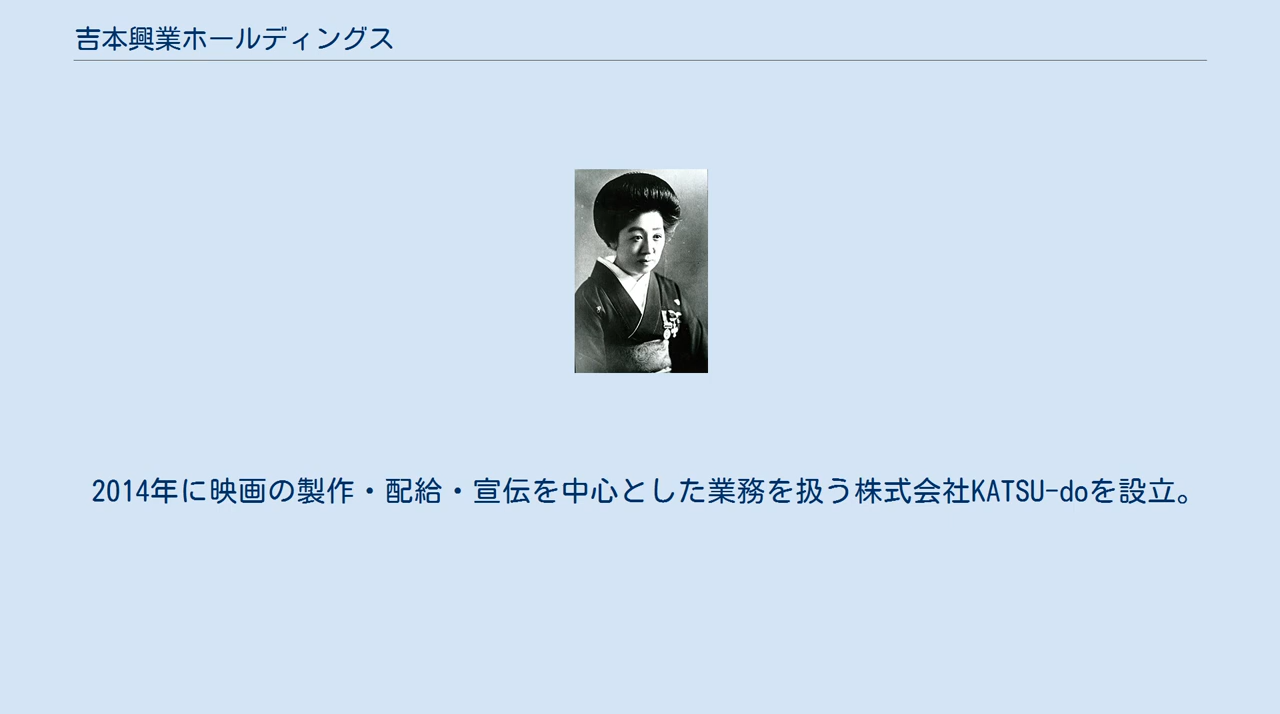 吉本興業ホールディングス
2014年に映画の製作・配給・宣伝を中心とした業務を扱う株式会社KATSU-doを設立。